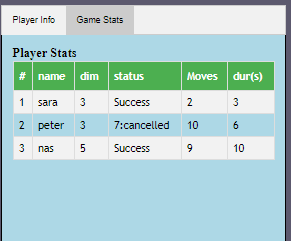 Player Info Game Stats
Player Stats
# name dim status Moves dur(s)
1 sara 3 Success 2 3
2 peter 3 7:cancelled 10 6
3 nas 5 Success 9 10